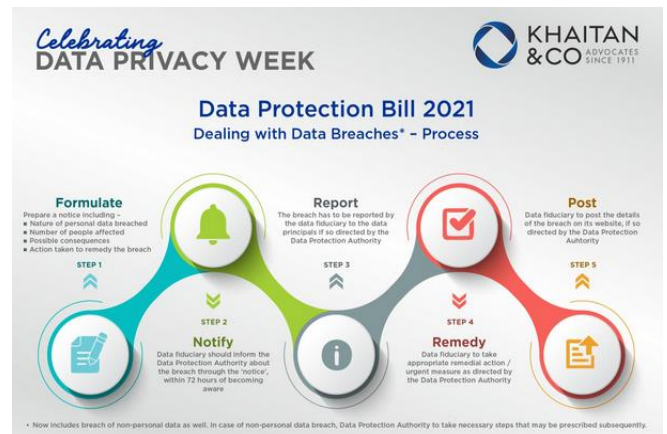 Celebrating
DATA PRIVACY WEEK
KHAITAN
& CO ADVOCATES
SINCE 1911
Data Protection Bill 2021
Dealing with Data Breaches* – Process
Formulate
Prepare a notice including –
▪ Nature of personal data breached
▪ Number of people affected
▪ Possible consequences
▪ Action taken to remedy the breach
STEP 1
STEP 2
Notify
Data fiduciary should inform the
Data Protection Authority about
the breach through the 'notice',
within 72 hours of becoming
aware
Report
The breach has to be reported by
the data fiduciary to the data
principals if so directed by the
Data Protection Authority
STEP 3
STEP 4
Remedy
Data fiduciary to take
appropriate remedial action /
urgent measure as directed by
the Data Protection Authority
Post
Data fiduciary to post the details
of the breach on its website, if so
directed by the Data Protection
Auhtority
STEP 5
• Now includes breach of non-personal data as well. In case of non-personal data breach, Data Protection Authority to take necessary steps that may be prescribed subsequently.